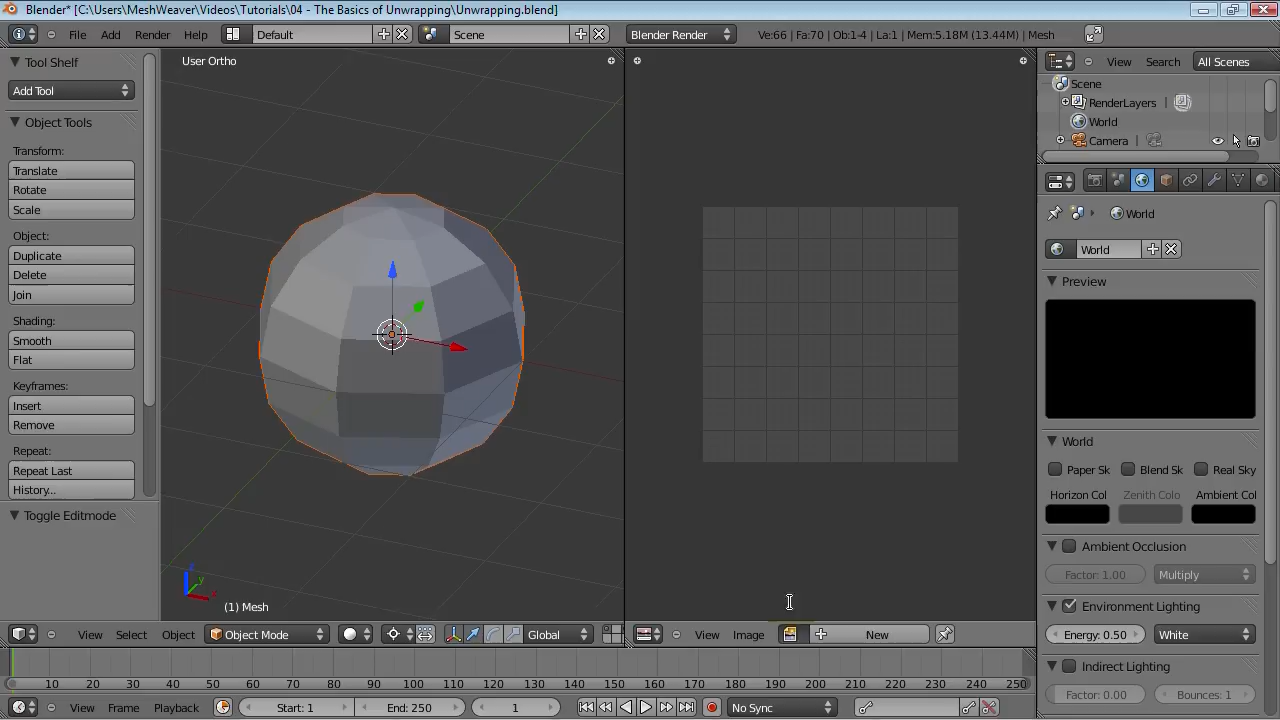 Blender* [C:\Users\MeshWeaver\Videos\Tutorials\04 - The Basics of Unwrapping\Unwrapping.blend]
File Add Render Help Default Scene Blender Render Ve:66 | Fa:70 | Ob:1-4 | La:1 | Mem:5.18M (13.44M) | Mesh
Tool Shelf
Add Tool
Object Tools
Transform:
Translate
Rotate
Scale
Object:
Duplicate
Delete
Join
Shading:
Smooth
Flat
Keyframes:
Insert
Remove
Repeat:
Repeat Last
History...
Toggle Editmode
User Ortho
z
y
x
(1) Mesh
View Select Object Object Mode Global
View Image New
View Search All Scenes
Scene
RenderLayers
World
Camera
World
World
Preview
World
Paper Sk Blend Sk Real Sky
Horizon Col Zenith Colo Ambient Col
Ambient Occlusion
Factor: 1.00 Multiply
Environment Lighting
Energy: 0.50 White
Indirect Lighting
Factor: 0.00 Bounces: 1
10 20 30 40 50 60 70 80 90 100 110 120 130 140 150 160 170 180 190 200 210 220 230 240 250
View Frame Playback Start: 1 End: 250 1 No Sync